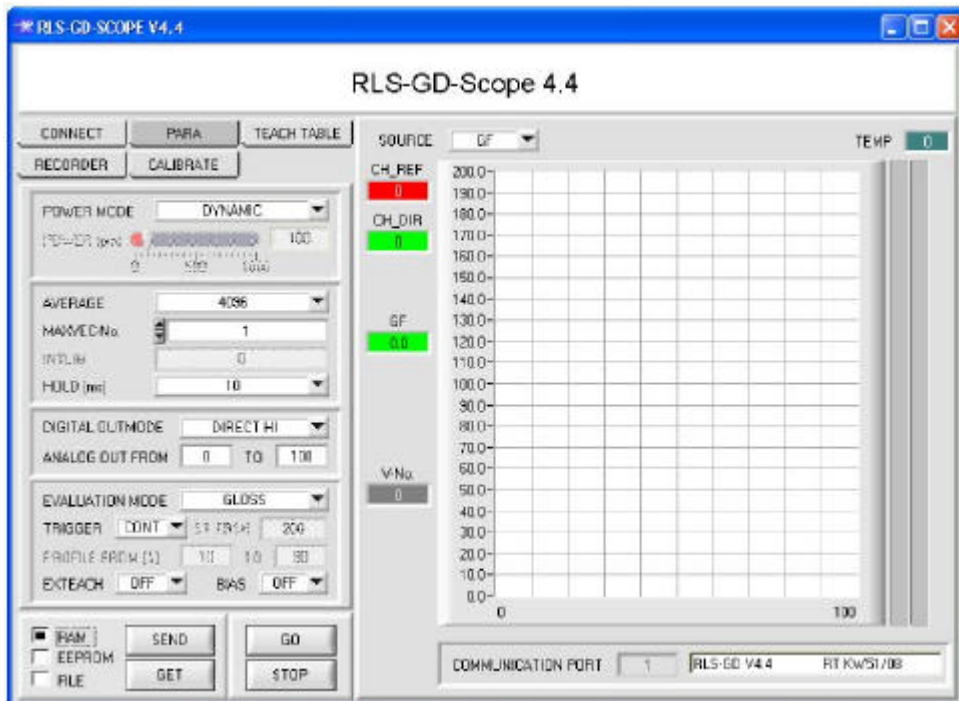 RLS-GD-SCOPE V4.4
RLS-GD-Scope 4.4
CONNECT PARA TEACH TABLE
RECORDER CALIBRATE
POWER MODE DYNAMIC
POWER [pm] 100
0 500 1000
AVERAGE 4096
MAXVEC-No. 1
INTLIM 0
HOLD [ms] 10
DIGITAL OUTMODE DIRECT HI
ANALOG OUT FROM 0 TO 100
EVALUATION MODE GLOSS
TRIGGER CONT 200
PROFILE FROM [%] 10 TO 90
EXTEACH OFF BIAS OFF
RAM
EEPROM
FILE
SEND GO
GET STOP
SOURCE GF TEMP 0
CH_REF
0
CH_DIR
0
GF
0.0
V-No.
0
200.0
190.0
180.0
170.0
160.0
150.0
140.0
130.0
120.0
110.0
100.0
90.0
80.0
70.0
60.0
50.0
40.0
30.0
20.0
10.0
0.0
0 100
COMMUNICATION PORT 1 RLS-GD V4.4 RT:KW51/08